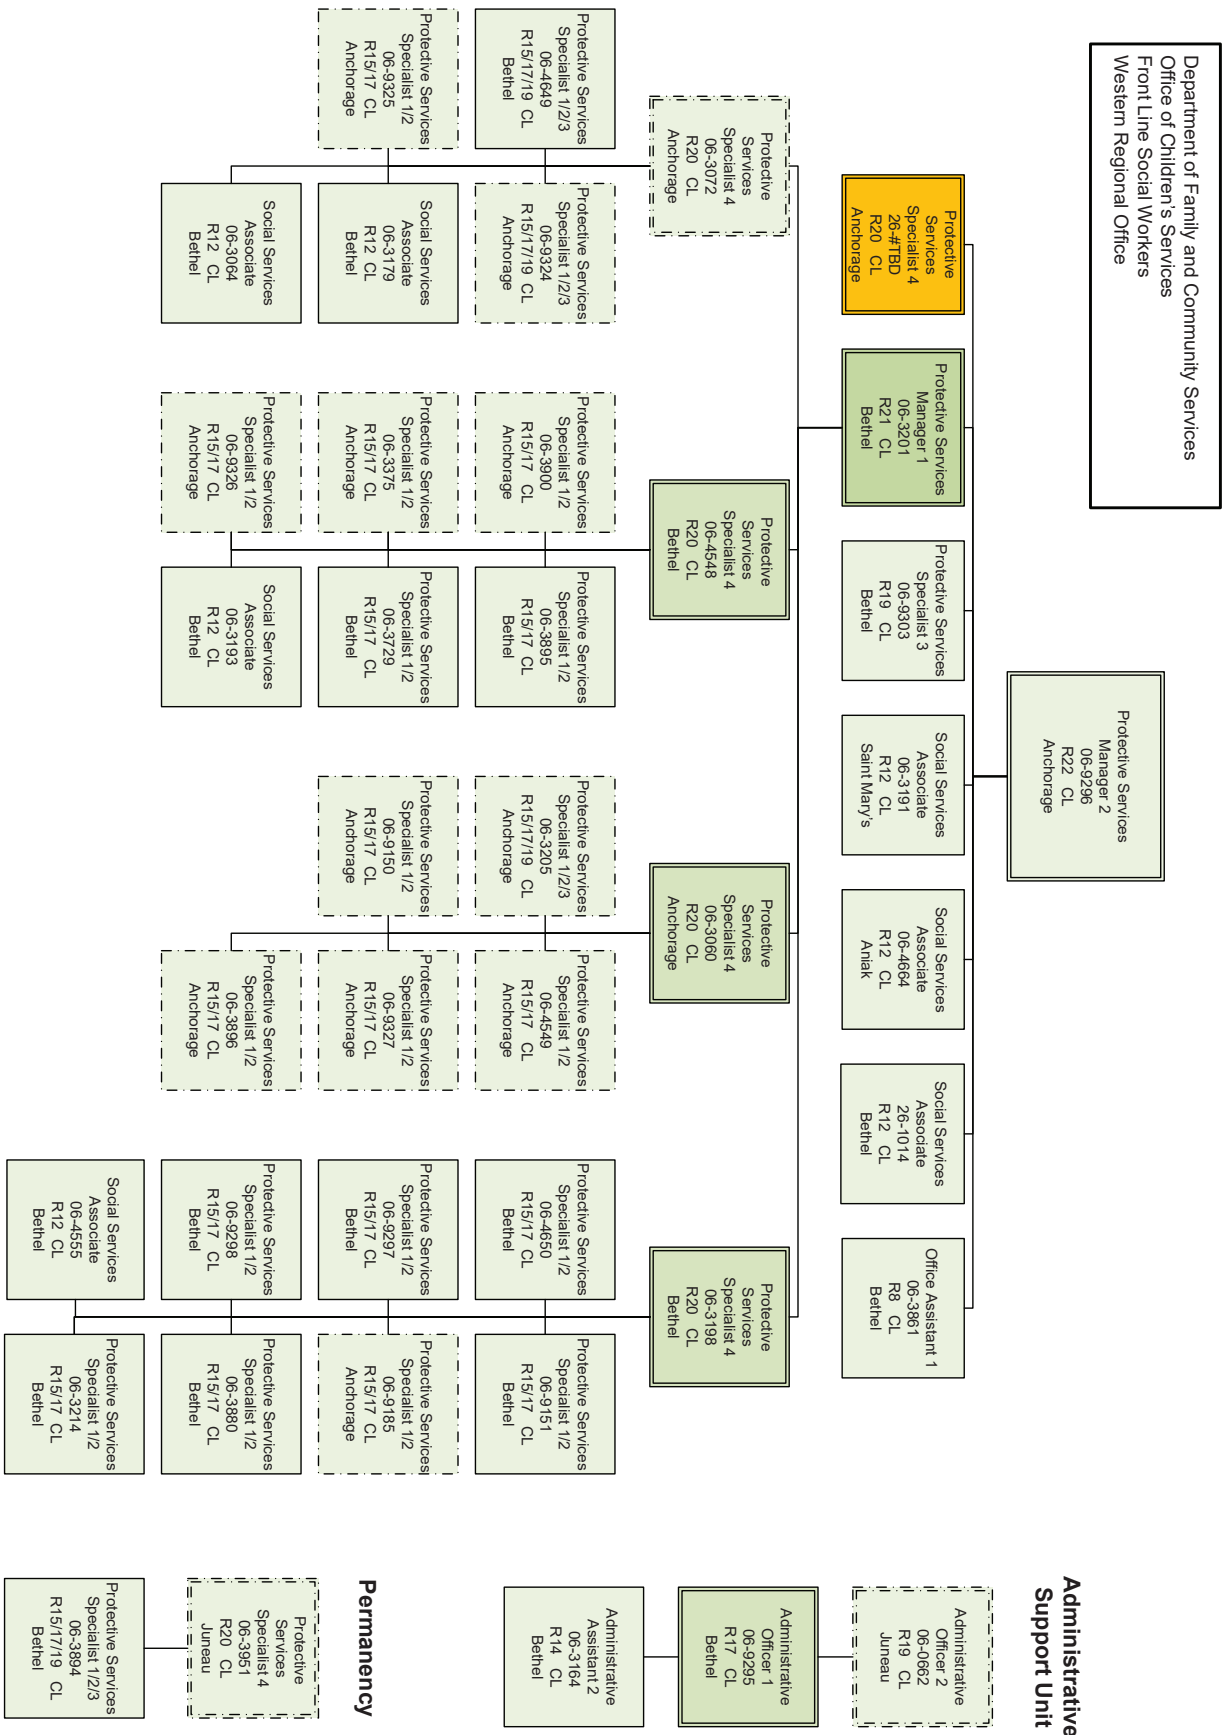 Department of Family and Community Services
Office of Children's Services
Front Line Social Workers
Western Regional Office
Protective Services
Manager 2
06-9296
R22 CL
Anchorage
Protective
Services
Specialist 4
26-#TBD
R20 CL
Anchorage
Protective Services
Manager 1
06-3201
R21 CL
Bethel
Protective Services
Specialist 3
06-9303
R19 CL
Bethel
Social Services
Associate
06-3191
R12 CL
Saint Mary's
Social Services
Associate
06-4664
R12 CL
Aniak
Social Services
Associate
26-1014
R12 CL
Bethel
Office Assistant 1
06-3861
R8 CL
Bethel
Protective
Services
Specialist 4
06-3072
R20 CL
Anchorage
Protective
Services
Specialist 4
06-4548
R20 CL
Bethel
Protective
Services
Specialist 4
06-3060
R20 CL
Anchorage
Protective
Services
Specialist 4
06-3198
R20 CL
Bethel
Protective Services
Specialist 1/2/3
06-4649
R15/17/19 CL
Bethel
Protective Services
Specialist 1/2/3
06-9324
R15/17/19 CL
Anchorage
Protective Services
Specialist 1/2
06-9325
R15/17 CL
Anchorage
Social Services
Associate
06-3179
R12 CL
Bethel
Social Services
Associate
06-3064
R12 CL
Bethel
Protective Services
Specialist 1/2
06-3900
R15/17 CL
Anchorage
Protective Services
Specialist 1/2
06-3895
R15/17 CL
Bethel
Protective Services
Specialist 1/2
06-3375
R15/17 CL
Anchorage
Protective Services
Specialist 1/2
06-3729
R15/17 CL
Bethel
Protective Services
Specialist 1/2
06-9326
R15/17 CL
Anchorage
Social Services
Associate
06-3193
R12 CL
Bethel
Protective Services
Specialist 1/2/3
06-3205
R15/17/19 CL
Anchorage
Protective Services
Specialist 1/2
06-4549
R15/17 CL
Anchorage
Protective Services
Specialist 1/2
06-9150
R15/17 CL
Anchorage
Protective Services
Specialist 1/2
06-9327
R15/17 CL
Anchorage
Protective Services
Specialist 1/2
06-3896
R15/17 CL
Anchorage
Protective Services
Specialist 1/2
06-4650
R15/17 CL
Bethel
Protective Services
Specialist 1/2
06-9151
R15/17 CL
Bethel
Protective Services
Specialist 1/2
06-9297
R15/17 CL
Bethel
Protective Services
Specialist 1/2
06-9185
R15/17 CL
Anchorage
Protective Services
Specialist 1/2
06-9298
R15/17 CL
Bethel
Protective Services
Specialist 1/2
06-3880
R15/17 CL
Bethel
Social Services
Associate
06-4555
R12 CL
Bethel
Protective Services
Specialist 1/2
06-3214
R15/17 CL
Bethel
Administrative
Support Unit
Administrative
Officer 2
06-0662
R19 CL
Juneau
Administrative
Officer 1
06-9295
R17 CL
Bethel
Administrative
Assistant 2
06-3164
R14 CL
Bethel
Permanency
Protective
Services
Specialist 4
06-3951
R20 CL
Juneau
Protective Services
Specialist 1/2/3
06-3894
R15/17/19 CL
Bethel